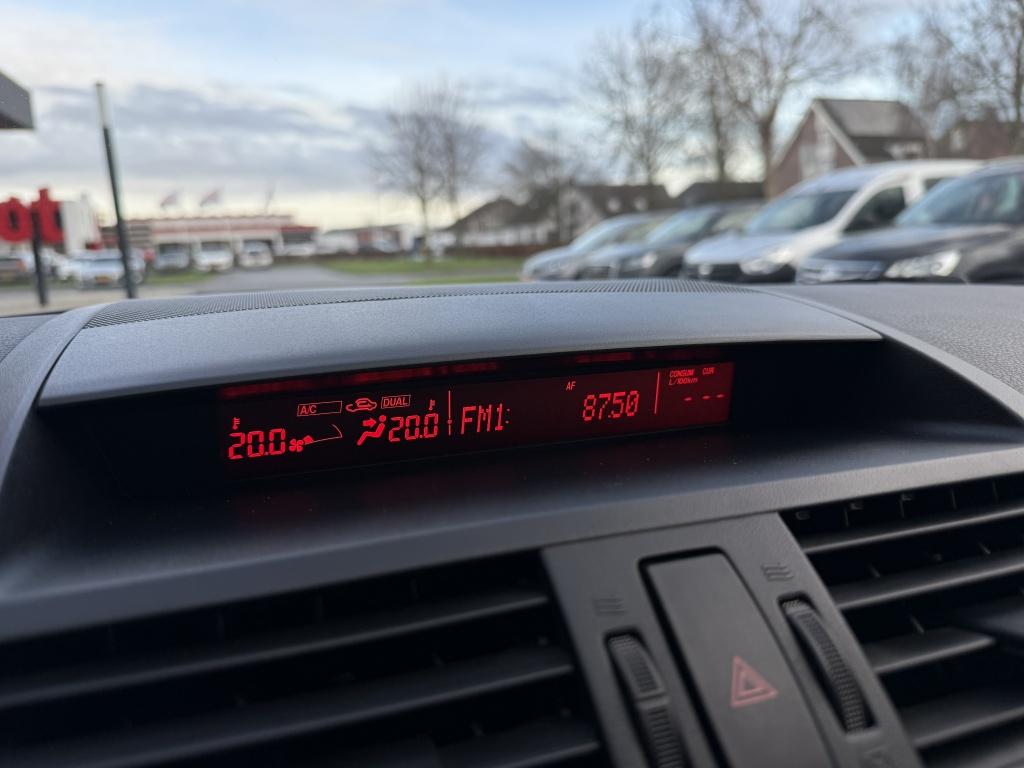 A/C DUAL AF CONSUM CUR
L/100km
20.0 20.0 FM1: 87.50 - - -